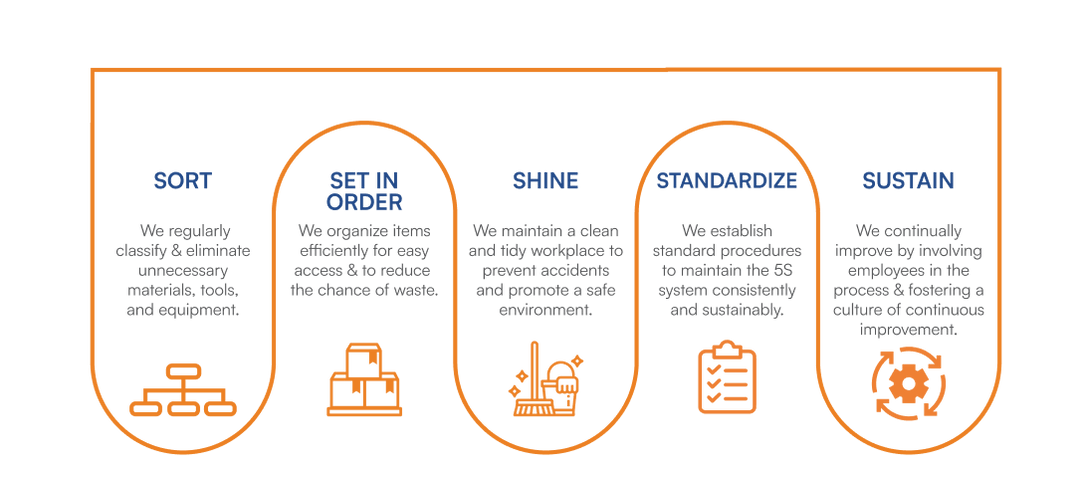 SORT
We regularly
classify & eliminate
unnecessary
materials, tools,
and equipment.
SET IN
ORDER
We organize items
efficiently for easy
access & to reduce
the chance of waste.
SHINE
We maintain a clean
and tidy workplace to
prevent accidents
and promote a safe
environment.
STANDARDIZE
We establish
standard procedures
to maintain the 5S
system consistently
and sustainably.
SUSTAIN
We continually
improve by involving
employees in the
process & fostering a
culture of continuous
improvement.